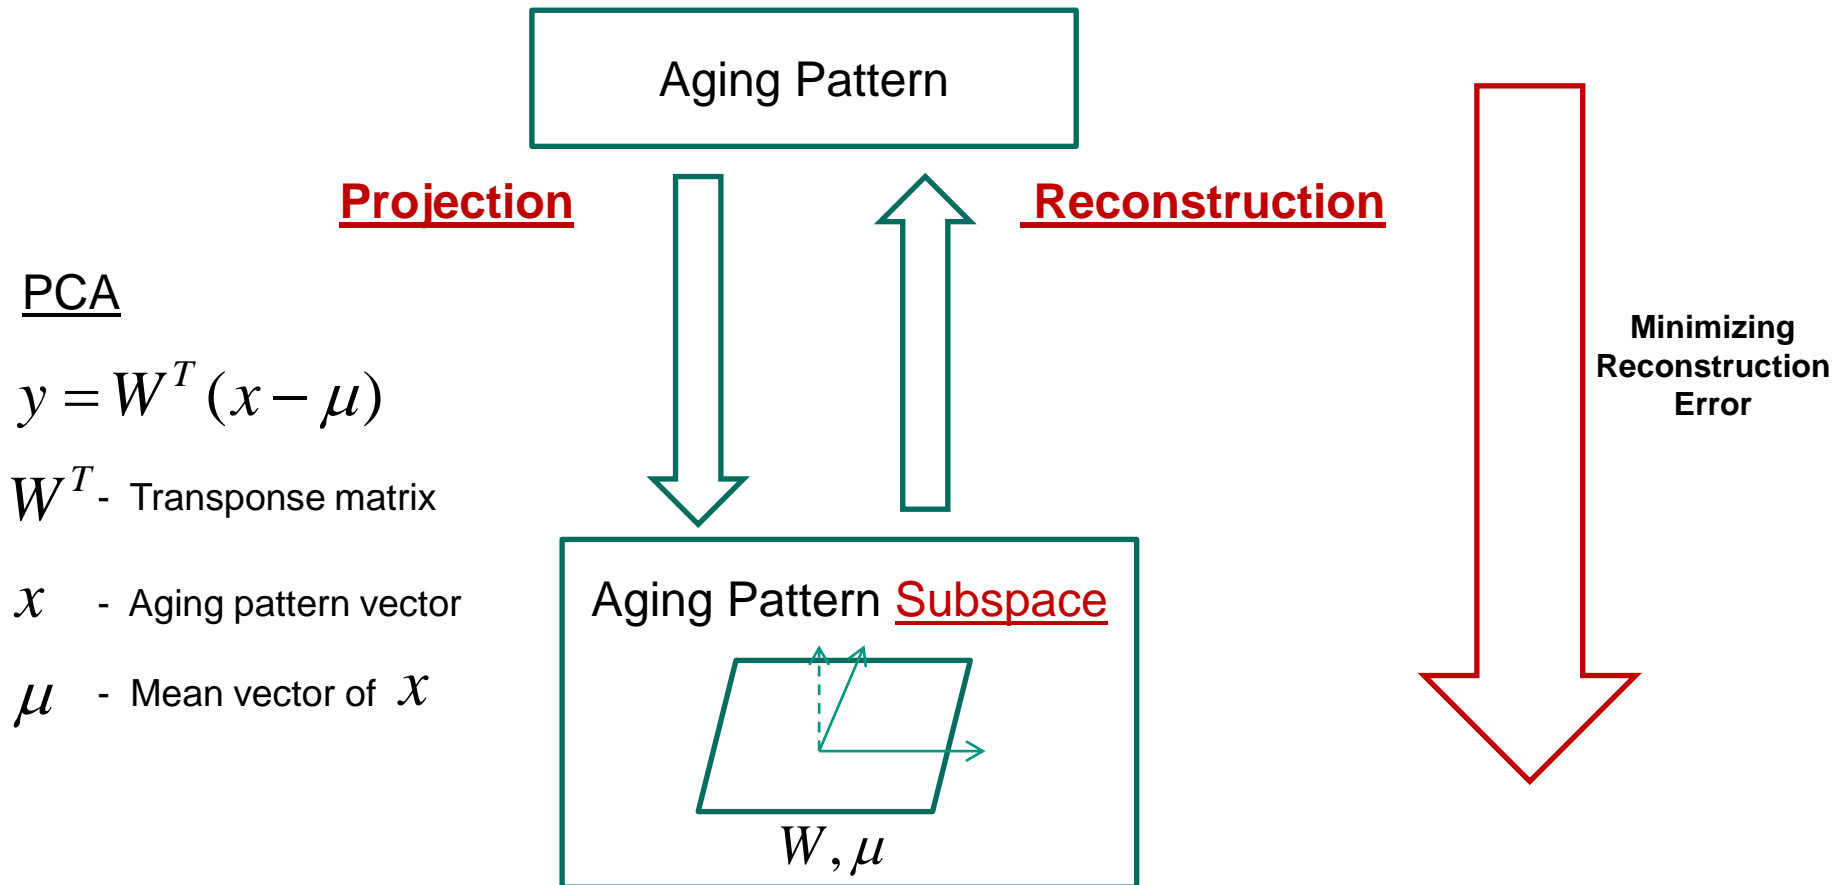 Aging Pattern
Projection
Reconstruction
PCA
y = W^T (x − μ)
W^T - Transponse matrix
x - Aging pattern vector
μ - Mean vector of x
Minimizing
Reconstruction
Error
Aging Pattern Subspace
W, μ